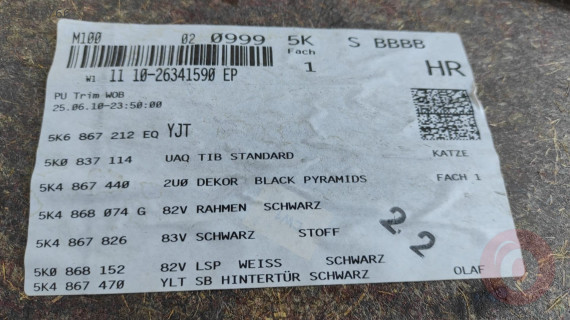 M100 02 0999 5K S BBBB
Fach
W1 11 10-26341590 EP 1 HR
PU Trim WOB
25.06.10-23:50:00
5K6 867 212 EQ YJT
5K0 837 114 UAQ TIB STANDARD KATZE
5K4 867 440 2U0 DEKOR BLACK PYRAMIDS FACH 1
5K4 868 074 G 82V RAHMEN SCHWARZ
2 2
5K4 867 826 83V SCHWARZ STOFF
5K0 868 152 82V LSP WEISS SCHWARZ
5K4 867 470 YLT SB HINTERTÜR SCHWARZ OLAF